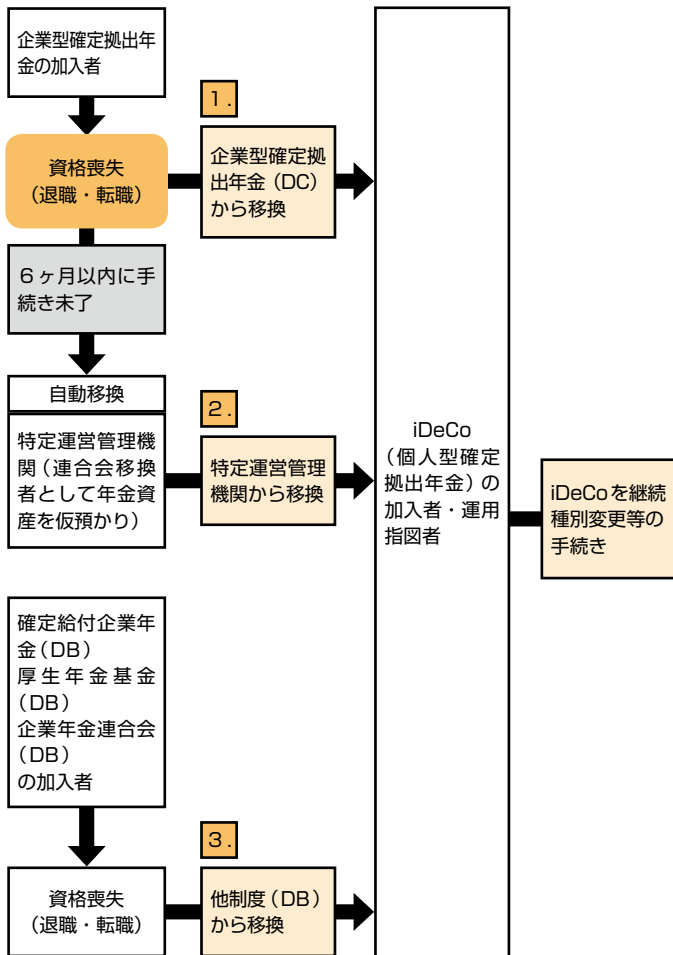 企業型確定拠出年
金の加入者
資格喪失
（退職・転職）
1.
企業型確定拠
出年金（DC）
から移換
６ヶ月以内に手
続き未了
自動移換
特定運営管理機
関（連合会移換
者として年金資
産を仮預かり）
2.
特定運営管理
機関から移換
iDeCo
（個人型確定
拠出年金）の
加入者・運用
指図者
iDeCoを継続
種別変更等の
手続き
確定給付企業年
金（DB）
厚生年金基金
（DB）
企業年金連合会
（DB）
の加入者
資格喪失
（退職・転職）
3.
他制度（DB）
から移換